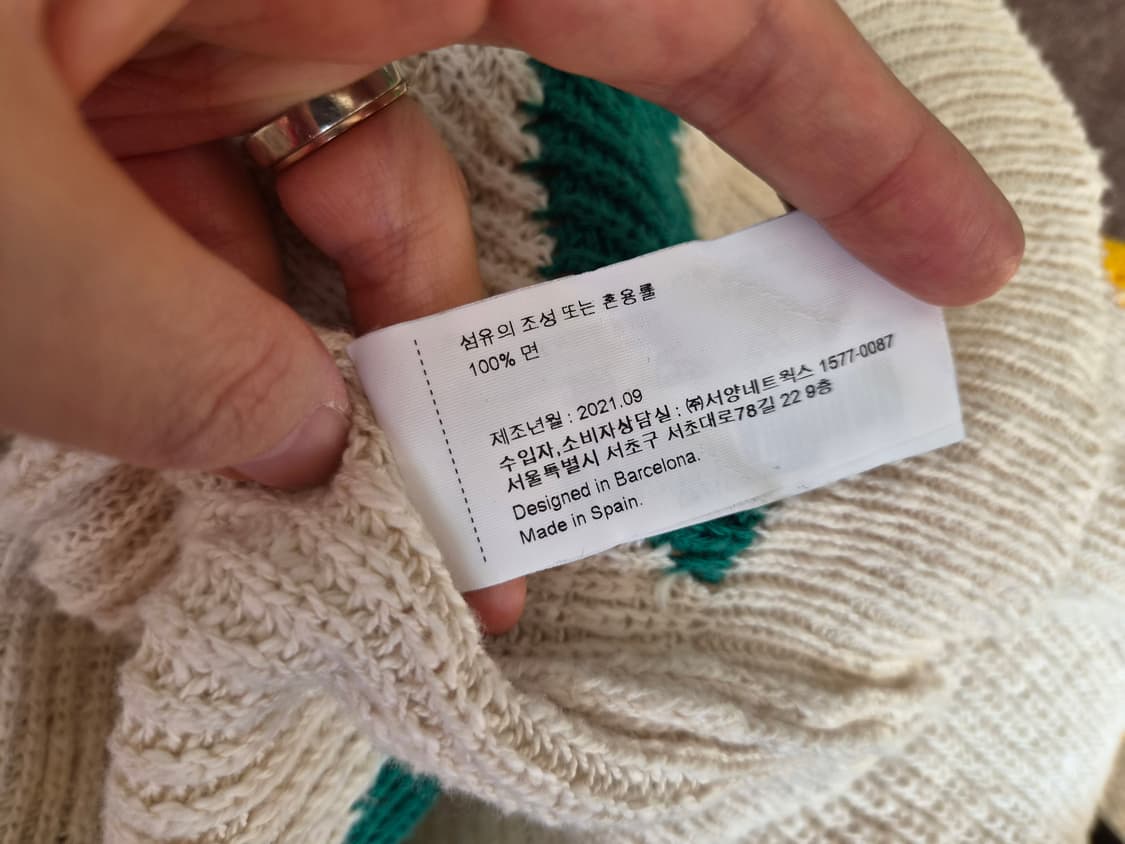 섬유의 조성 또는 혼용률
100% 면
제조년월 : 2021.09
수입자,소비자상담실 : ㈜서양네트웍스 1577-0087
서울특별시 서초구 서초대로78길 22 9층
Designed in Barcelona.
Made in Spain.